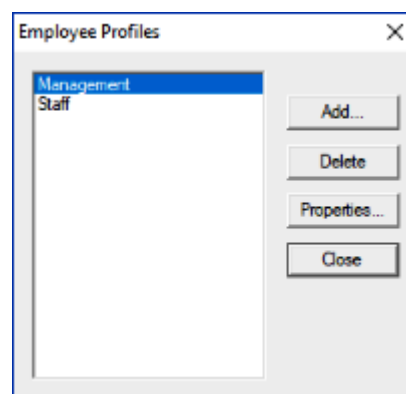 Employee Profiles
Management
Staff
Add...
Delete
Properties...
Close